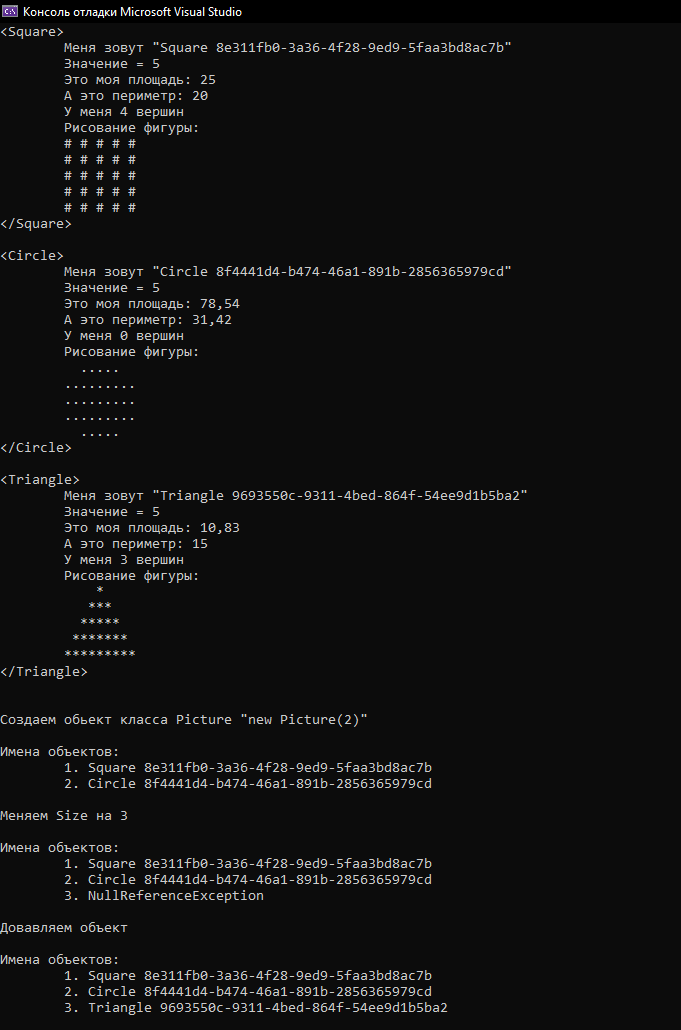 Консоль отладки Microsoft Visual Studio
<Square>
Меня зовут "Square 8e311fb0-3a36-4f28-9ed9-5faa3bd8ac7b"
Значение = 5
Это моя площадь: 25
А это периметр: 20
У меня 4 вершин
Рисование фигуры:
# # # # #
# # # # #
# # # # #
# # # # #
# # # # #
</Square>
<Circle>
Меня зовут "Circle 8f4441d4-b474-46a1-891b-2856365979cd"
Значение = 5
Это моя площадь: 78,54
А это периметр: 31,42
У меня 0 вершин
Рисование фигуры:
.....
.........
.........
.........
.....
</Circle>
<Triangle>
Меня зовут "Triangle 9693550c-9311-4bed-864f-54ee9d1b5ba2"
Значение = 5
Это моя площадь: 10,83
А это периметр: 15
У меня 3 вершин
Рисование фигуры:
*
***
*****
*******
*********
</Triangle>
Создаем обьект класса Picture "new Picture(2)"
Имена объектов:
1. Square 8e311fb0-3a36-4f28-9ed9-5faa3bd8ac7b
2. Circle 8f4441d4-b474-46a1-891b-2856365979cd
Меняем Size на 3
Имена объектов:
1. Square 8e311fb0-3a36-4f28-9ed9-5faa3bd8ac7b
2. Circle 8f4441d4-b474-46a1-891b-2856365979cd
3. NullReferenceException
Довавляем объект
Имена объектов:
1. Square 8e311fb0-3a36-4f28-9ed9-5faa3bd8ac7b
2. Circle 8f4441d4-b474-46a1-891b-2856365979cd
3. Triangle 9693550c-9311-4bed-864f-54ee9d1b5ba2